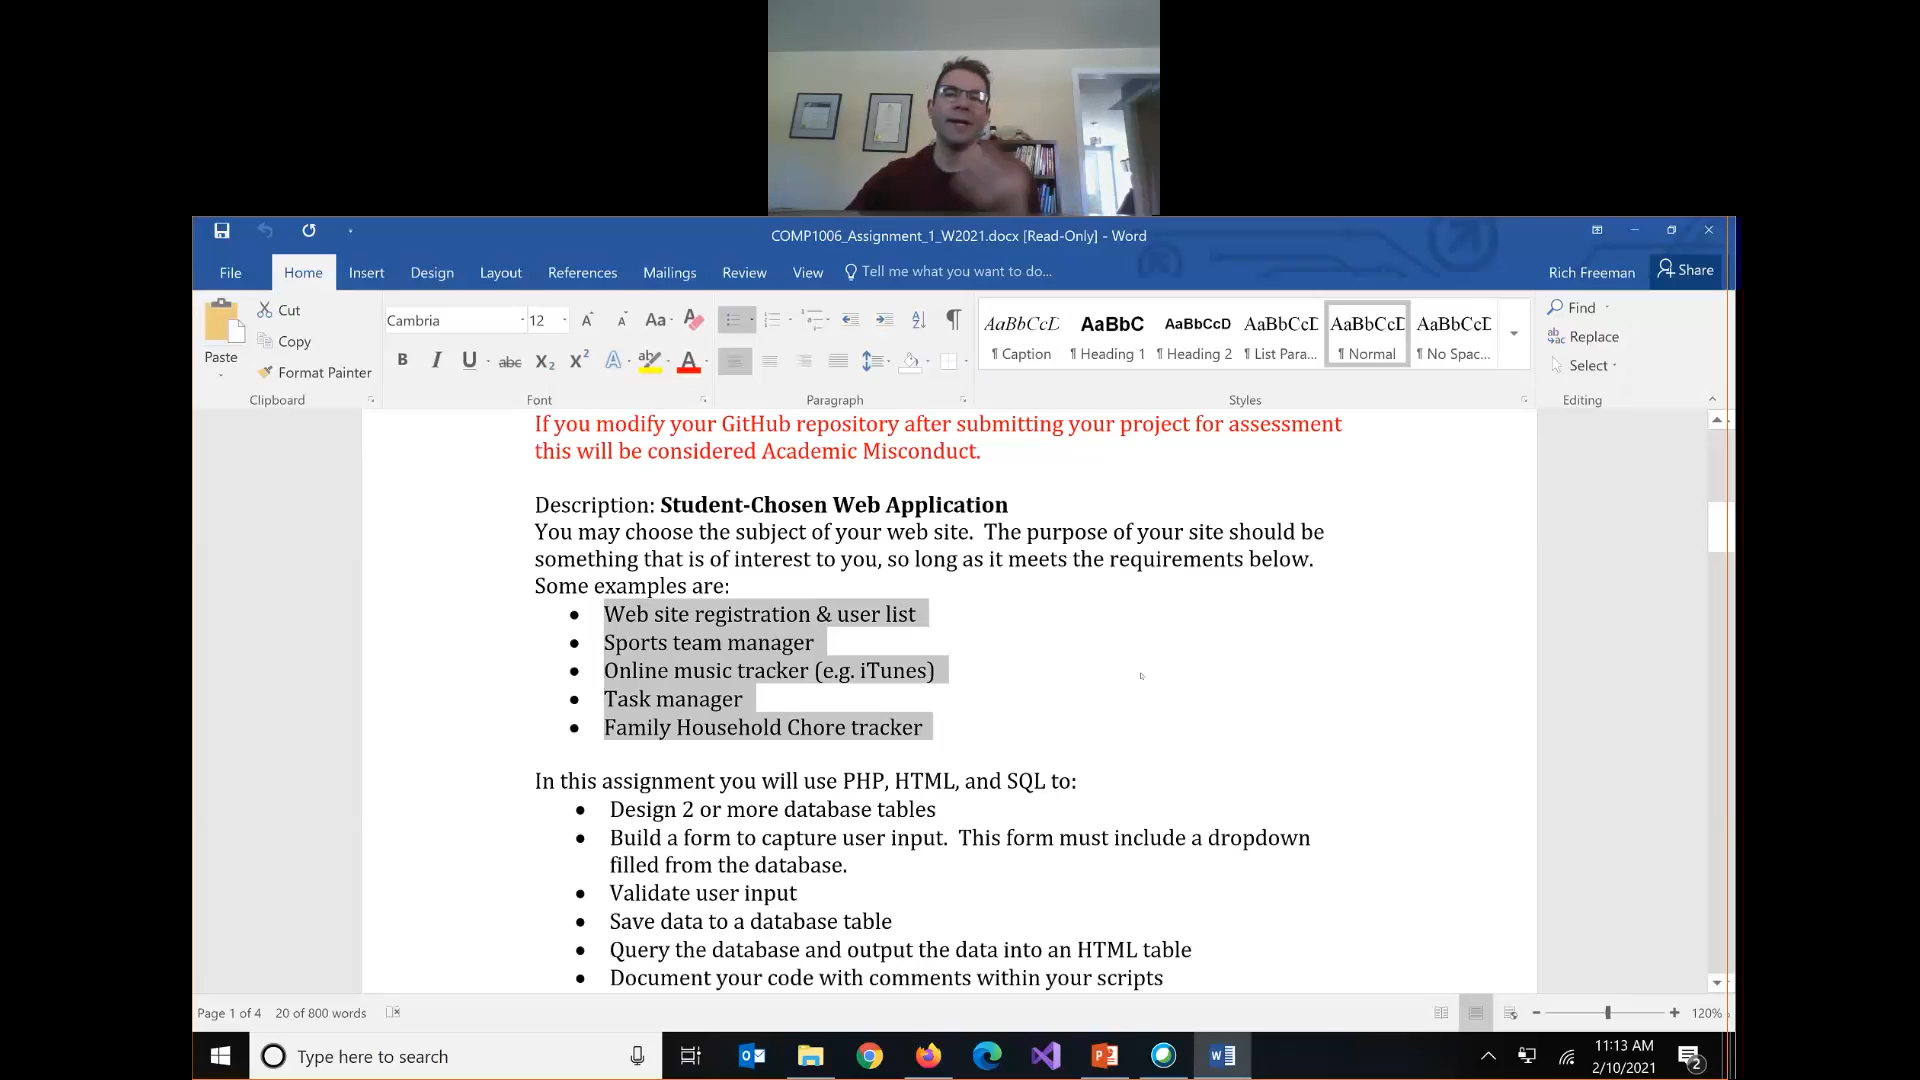 COMP1006_Assignment_1_W2021.docx [Read-Only] - Word
File Home Insert Design Layout References Mailings Review View Tell me what you want to do... Rich Freeman Share
Paste
Cut
Copy
Format Painter
Clipboard
Cambria 12
Font
Paragraph
AaBbCcD AaBbC AaBbCcD AaBbCcD AaBbCcD AaBbCcD
¶ Caption ¶ Heading 1 ¶ Heading 2 ¶ List Para... ¶ Normal ¶ No Spac...
Styles
Find
Replace
Select
Editing
If you modify your GitHub repository after submitting your project for assessment
this will be considered Academic Misconduct.
Description: Student-Chosen Web Application
You may choose the subject of your web site.  The purpose of your site should be
something that is of interest to you, so long as it meets the requirements below.
Some examples are:
• Web site registration & user list
• Sports team manager
• Online music tracker (e.g. iTunes)
• Task manager
• Family Household Chore tracker
In this assignment you will use PHP, HTML, and SQL to:
• Design 2 or more database tables
• Build a form to capture user input.  This form must include a dropdown
filled from the database.
• Validate user input
• Save data to a database table
• Query the database and output the data into an HTML table
• Document your code with comments within your scripts
Page 1 of 4 20 of 800 words 120%
Type here to search
11:13 AM
2/10/2021
2